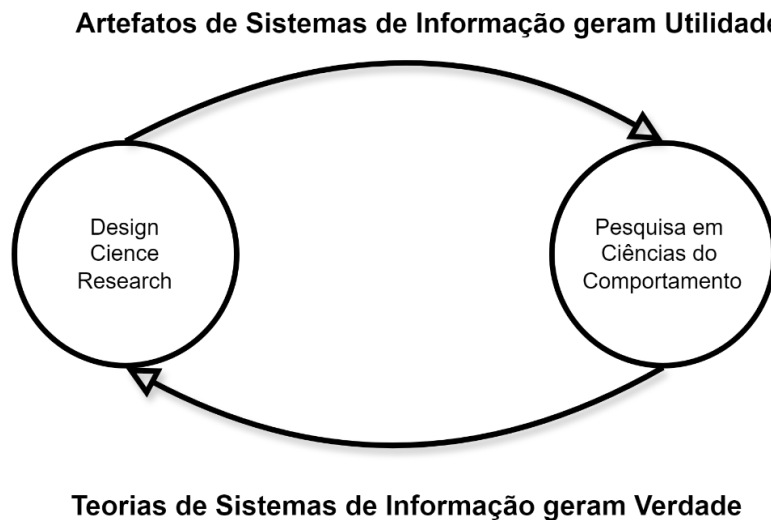 Artefatos de Sistemas de Informação geram Utilidade
Design
Cience
Research
Pesquisa em
Ciências do
Comportamento
Teorias de Sistemas de Informação geram Verdade